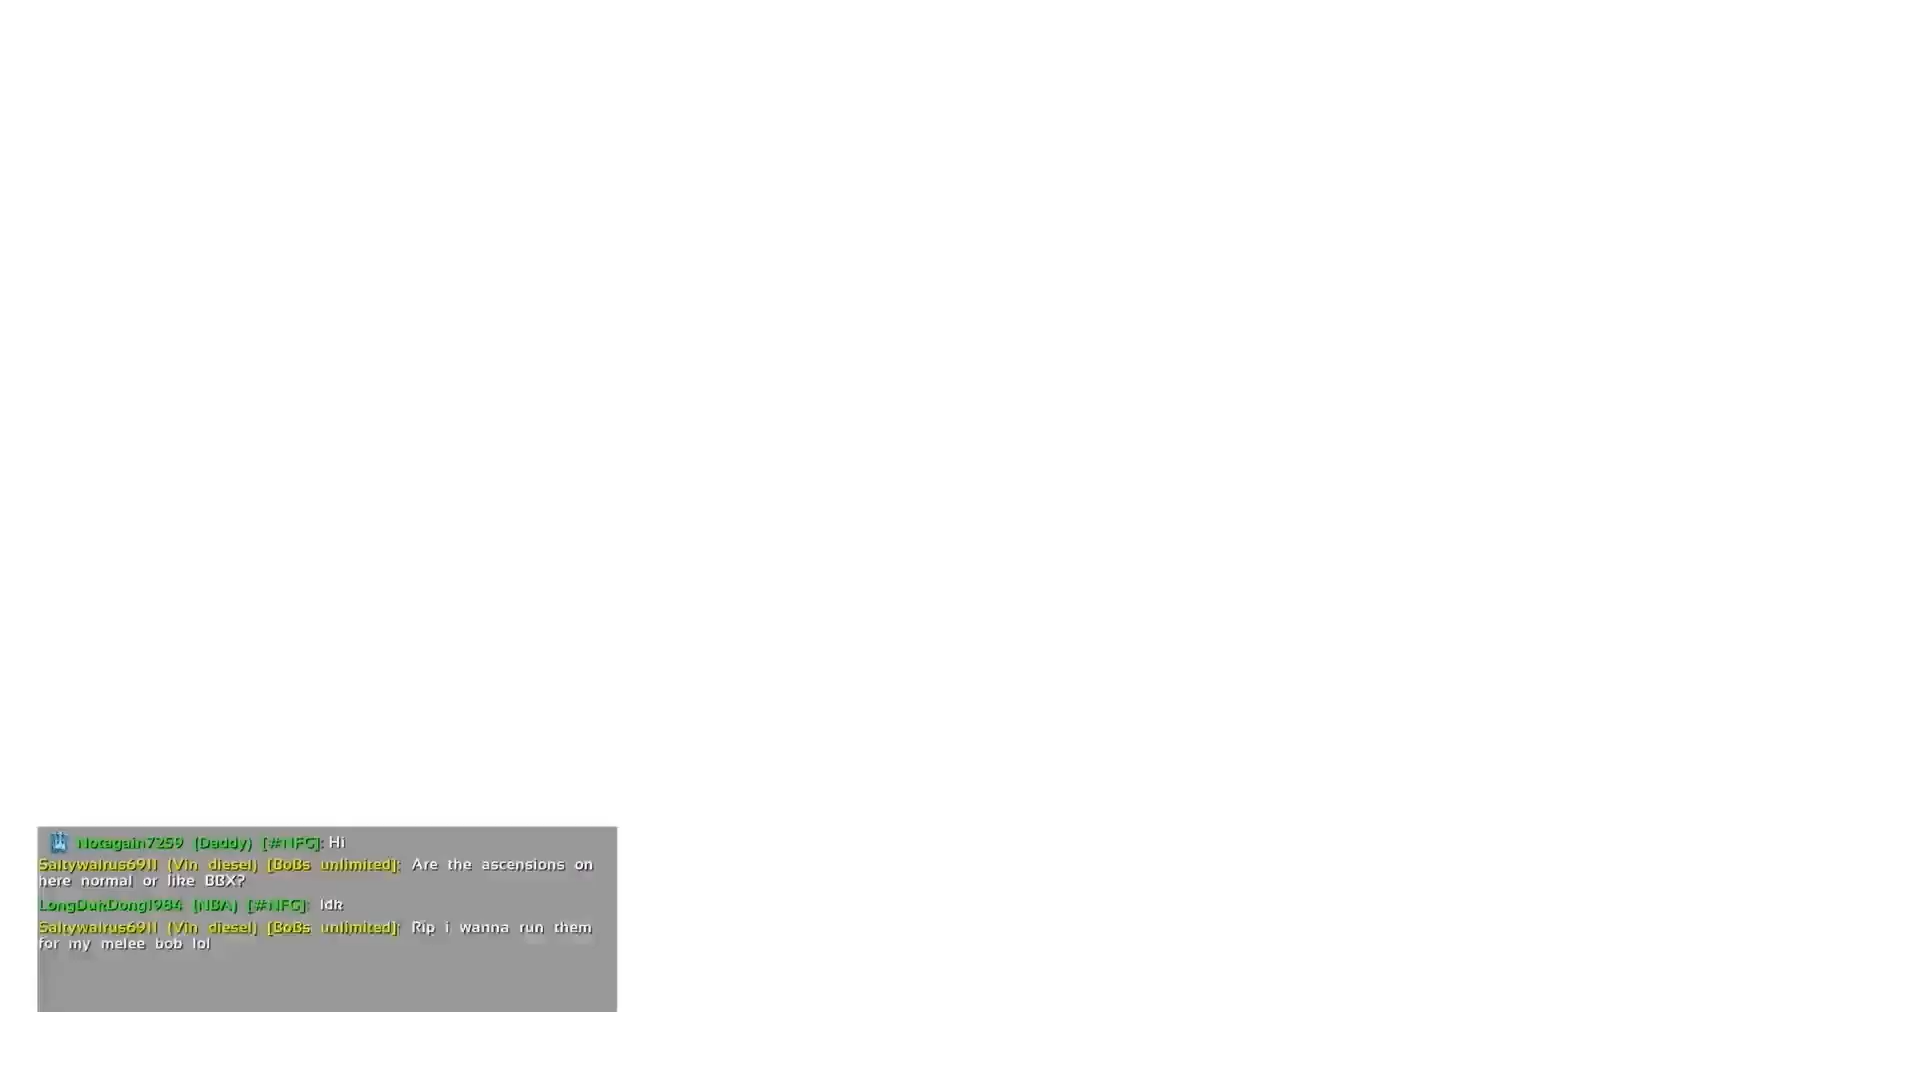 Notagain7259 (Daddy) [#NFG]: Hi
Saltywalrus6911 (Vin diesel) [BoBs unlimited]: Are the ascensions on
here normal or like BBX?
LongDukDong1984 (NBA) [#NFG]: Idk
Saltywalrus6911 (Vin diesel) [BoBs unlimited]: Rip i wanna run them
for my melee bob lol